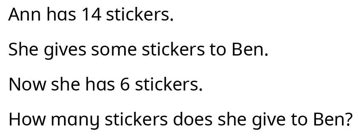 Ann has 14 stickers.
She gives some stickers to Ben.
Now she has 6 stickers.
How many stickers does she give to Ben?